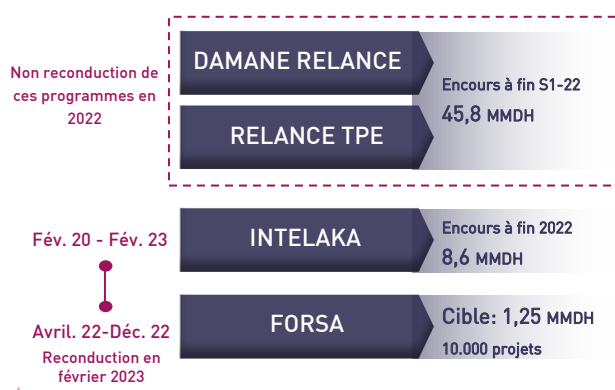 Non reconduction de
ces programmes en
2022
DAMANE RELANCE
RELANCE TPE
Encours à fin S1-22
45,8 MMDH
Fév. 20 - Fév. 23
INTELAKA
Encours à fin 2022
8,6 MMDH
Avril. 22-Déc. 22
Reconduction en
février 2023
FORSA
Cible: 1,25 MMDH
10.000 projets